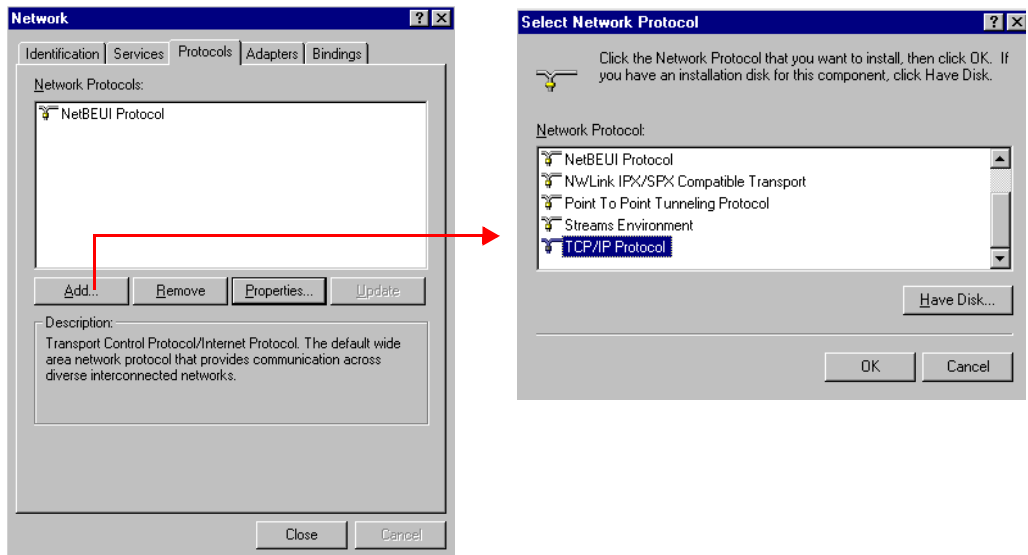 Network
Identification
Services
Protocols
Adapters
Bindings
Network Protocols:
NetBEUI Protocol
Add...
Remove
Properties...
Update
Description:
Transport Control Protocol/Internet Protocol. The default wide
area network protocol that provides communication across
diverse interconnected networks.
Close
Cancel
Select Network Protocol
Click the Network Protocol that you want to install, then click OK. If
you have an installation disk for this component, click Have Disk.
Network Protocol:
NetBEUI Protocol
NWLink IPX/SPX Compatible Transport
Point To Point Tunneling Protocol
Streams Environment
TCP/IP Protocol
Have Disk...
OK
Cancel